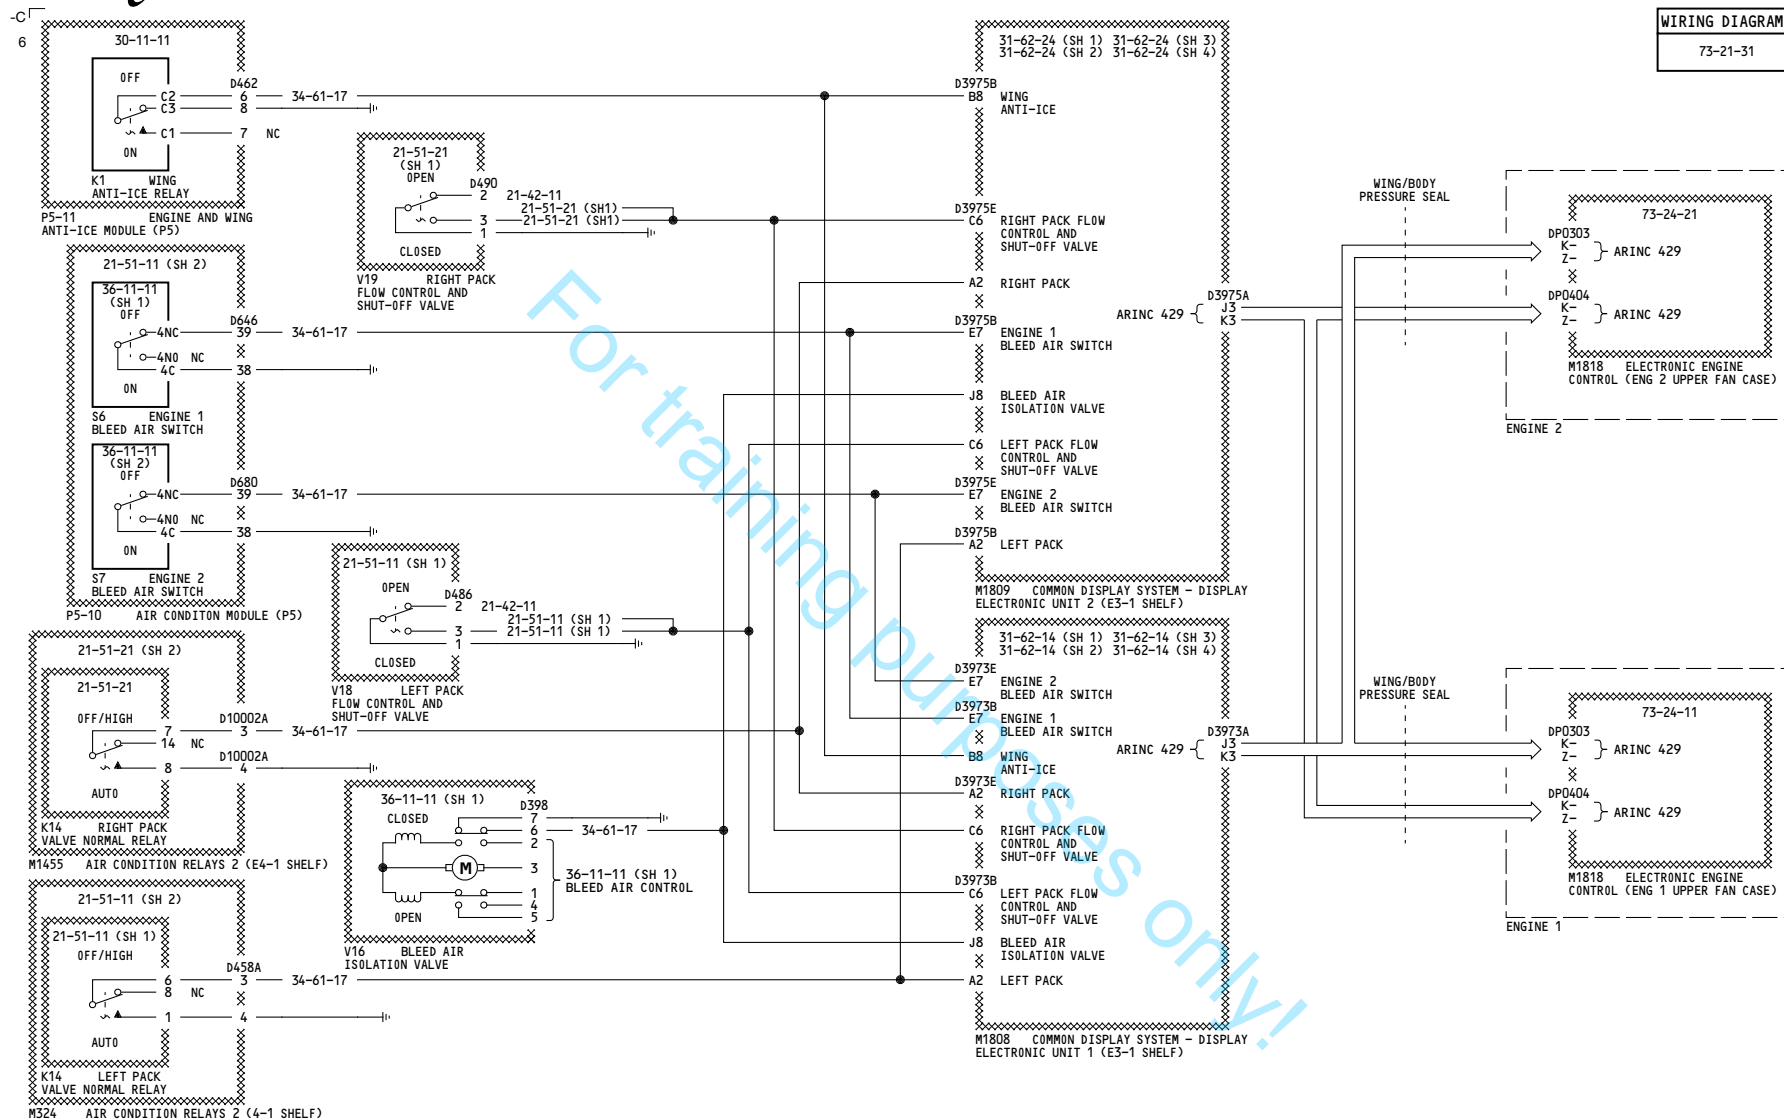 -C
6
WIRING DIAGRAM
73-21-31
30-11-11
OFF
C2
C3
C1
ON
D462
6
8
7 NC
34-61-17
K1 WING
ANTI-ICE RELAY
P5-11 ENGINE AND WING
ANTI-ICE MODULE (P5)
21-51-21
(SH 1)
OPEN
CLOSED
D490
2
3
1
21-42-11
21-51-21 (SH1)
21-51-21 (SH1)
V19 RIGHT PACK
FLOW CONTROL AND
SHUT-OFF VALVE
21-51-11 (SH 2)
36-11-11
(SH 1)
OFF
4NC
4NO NC
4C
ON
D646
39
38
34-61-17
S6 ENGINE 1
BLEED AIR SWITCH
36-11-11
(SH 2)
OFF
4NC
4NO NC
4C
ON
D680
39
38
34-61-17
S7 ENGINE 2
BLEED AIR SWITCH
P5-10 AIR CONDITON MODULE (P5)
21-51-11 (SH 1)
OPEN
CLOSED
D486
2
3
1
21-42-11
21-51-11 (SH 1)
21-51-11 (SH 1)
V18 LEFT PACK
FLOW CONTROL AND
SHUT-OFF VALVE
21-51-21 (SH 2)
21-51-21
OFF/HIGH
7
14 NC
8
AUTO
D10002A
3
D10002A
4
34-61-17
K14 RIGHT PACK
VALVE NORMAL RELAY
M1455 AIR CONDITION RELAYS 2 (E4-1 SHELF)
36-11-11 (SH 1)
CLOSED
M
OPEN
D398
7
6
2
3
1
4
5
34-61-17
36-11-11 (SH 1)
BLEED AIR CONTROL
V16 BLEED AIR
ISOLATION VALVE
21-51-11 (SH 2)
21-51-11 (SH 1)
OFF/HIGH
6
8 NC
1
AUTO
D458A
3
4
34-61-17
K14 LEFT PACK
VALVE NORMAL RELAY
M324 AIR CONDITION RELAYS 2 (4-1 SHELF)
31-62-24 (SH 1) 31-62-24 (SH 3)
31-62-24 (SH 2) 31-62-24 (SH 4)
D3975B
B8 WING
ANTI-ICE
D3975E
C6 RIGHT PACK FLOW
CONTROL AND
SHUT-OFF VALVE
A2 RIGHT PACK
D3975B
E7 ENGINE 1
BLEED AIR SWITCH
J8 BLEED AIR
ISOLATION VALVE
C6 LEFT PACK FLOW
CONTROL AND
SHUT-OFF VALVE
D3975E
E7 ENGINE 2
BLEED AIR SWITCH
D3975B
A2 LEFT PACK
ARINC 429
D3975A
J3
K3
M1809 COMMON DISPLAY SYSTEM - DISPLAY
ELECTRONIC UNIT 2 (E3-1 SHELF)
31-62-14 (SH 1) 31-62-14 (SH 3)
31-62-14 (SH 2) 31-62-14 (SH 4)
D3973E
E7 ENGINE 2
BLEED AIR SWITCH
D3973B
E7 ENGINE 1
BLEED AIR SWITCH
B8 WING
ANTI-ICE
D3973E
A2 RIGHT PACK
C6 RIGHT PACK FLOW
CONTROL AND
SHUT-OFF VALVE
D3973B
C6 LEFT PACK FLOW
CONTROL AND
SHUT-OFF VALVE
J8 BLEED AIR
ISOLATION VALVE
A2 LEFT PACK
ARINC 429
D3973A
J3
K3
M1808 COMMON DISPLAY SYSTEM - DISPLAY
ELECTRONIC UNIT 1 (E3-1 SHELF)
WING/BODY
PRESSURE SEAL
73-24-21
DP0303
K-
Z-
ARINC 429
DP0404
K-
Z-
ARINC 429
M1818 ELECTRONIC ENGINE
CONTROL (ENG 2 UPPER FAN CASE)
ENGINE 2
WING/BODY
PRESSURE SEAL
73-24-11
DP0303
K-
Z-
ARINC 429
DP0404
K-
Z-
ARINC 429
M1818 ELECTRONIC ENGINE
CONTROL (ENG 1 UPPER FAN CASE)
ENGINE 1
For training purposes only!